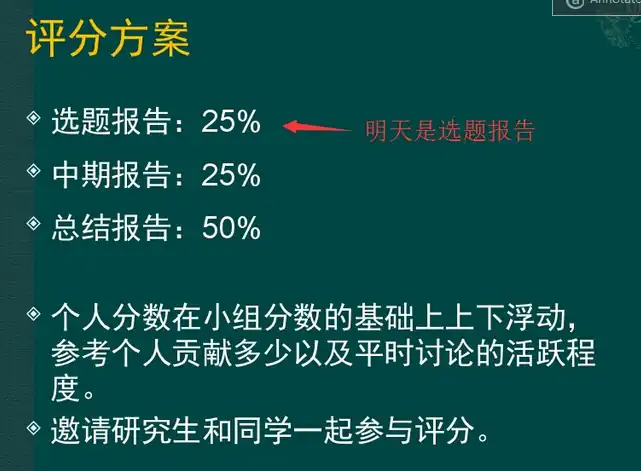 Annotate
评分方案
选题报告：25%
明天是选题报告
中期报告：25%
总结报告：50%
个人分数在小组分数的基础上上下浮动，
参考个人贡献多少以及平时讨论的活跃程
度。
邀请研究生和同学一起参与评分。